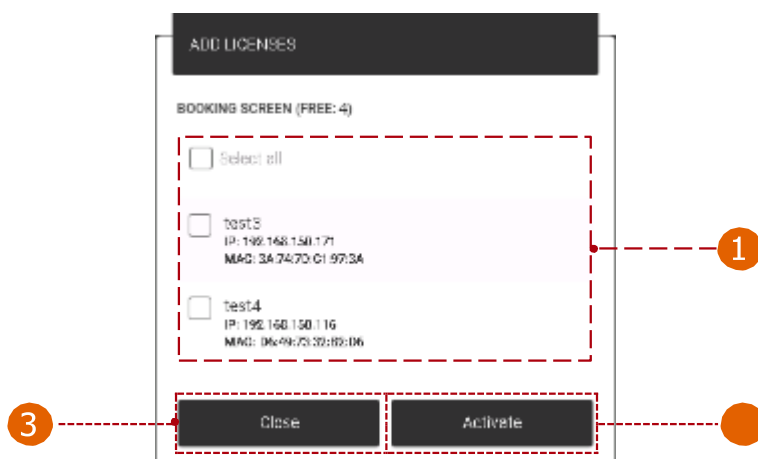 ADD LICENSES
BOOKING SCREEN (FREE: 4)
Select all
test3
IP: 192.168.150.171
MAC: 3A:74:7D:C1:97:3A
1
test4
IP: 192.168.150.116
MAC:
3
Close
Activate